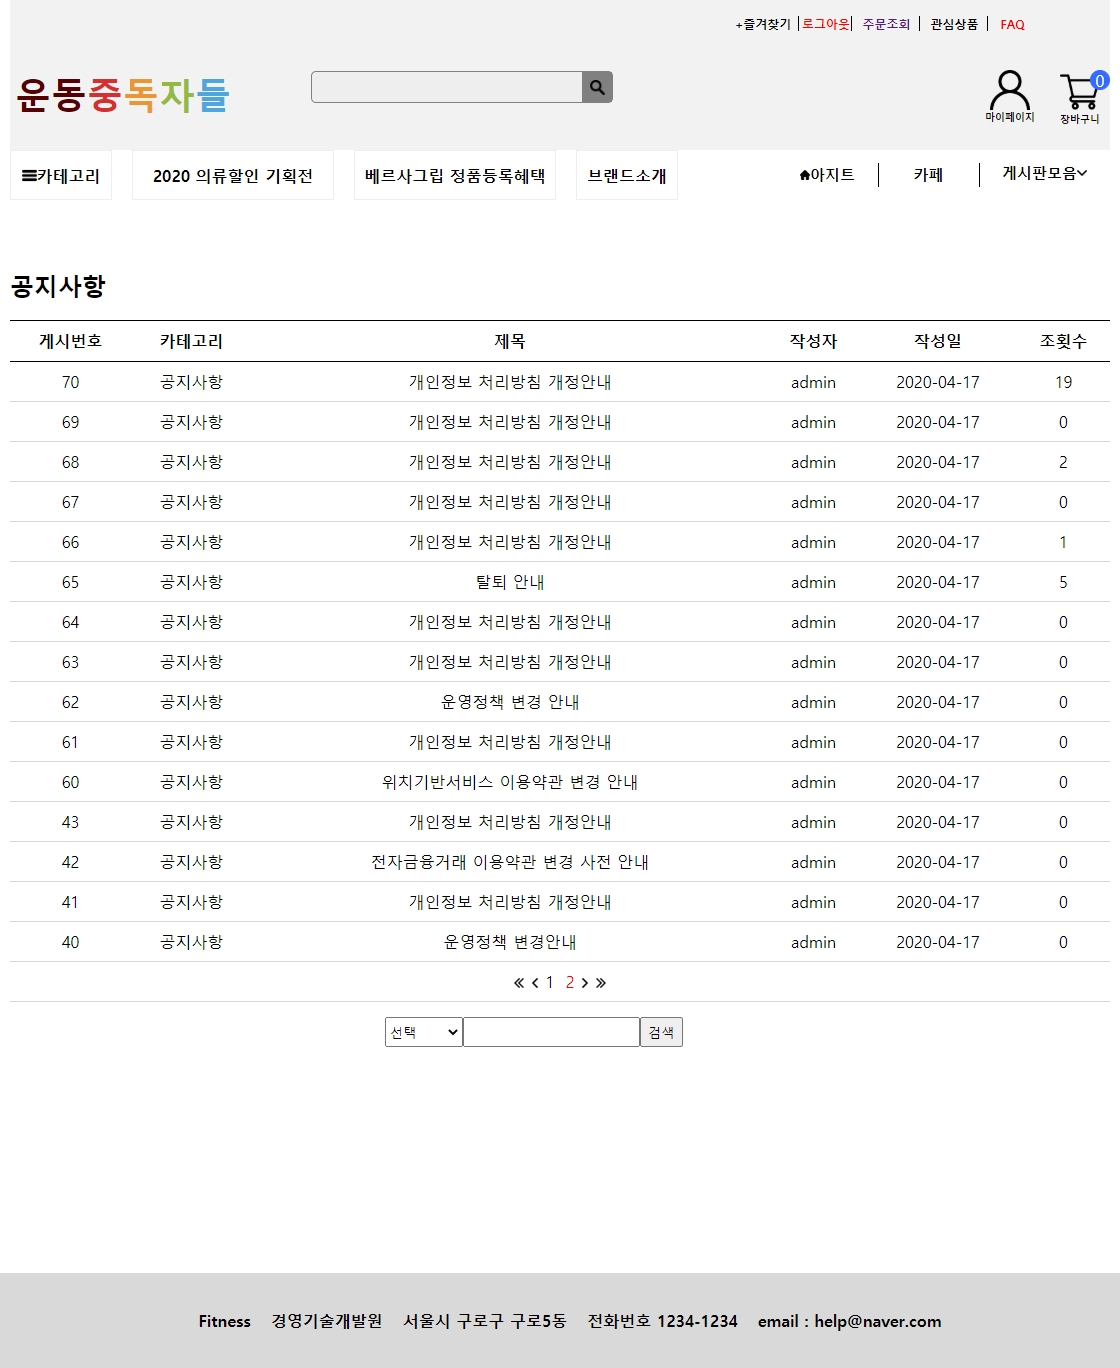 +즐겨찾기 로그아웃 주문조회 관심상품 FAQ
운동중독자들
마이페이지 장바구니 0
카테고리 2020 의류할인 기획전 베르사그립 정품등록혜택 브랜드소개 아지트 카페 게시판모음
공지사항
게시번호 카테고리 제목 작성자 작성일 조횟수
70 공지사항 개인정보 처리방침 개정안내 admin 2020-04-17 19
69 공지사항 개인정보 처리방침 개정안내 admin 2020-04-17 0
68 공지사항 개인정보 처리방침 개정안내 admin 2020-04-17 2
67 공지사항 개인정보 처리방침 개정안내 admin 2020-04-17 0
66 공지사항 개인정보 처리방침 개정안내 admin 2020-04-17 1
65 공지사항 탈퇴 안내 admin 2020-04-17 5
64 공지사항 개인정보 처리방침 개정안내 admin 2020-04-17 0
63 공지사항 개인정보 처리방침 개정안내 admin 2020-04-17 0
62 공지사항 운영정책 변경 안내 admin 2020-04-17 0
61 공지사항 개인정보 처리방침 개정안내 admin 2020-04-17 0
60 공지사항 위치기반서비스 이용약관 변경 안내 admin 2020-04-17 0
43 공지사항 개인정보 처리방침 개정안내 admin 2020-04-17 0
42 공지사항 전자금융거래 이용약관 변경 사전 안내 admin 2020-04-17 0
41 공지사항 개인정보 처리방침 개정안내 admin 2020-04-17 0
40 공지사항 운영정책 변경안내 admin 2020-04-17 0
« ‹ 1 2 › »
선택 검색
Fitness 경영기술개발원 서울시 구로구 구로5동 전화번호 1234-1234 email : help@naver.com